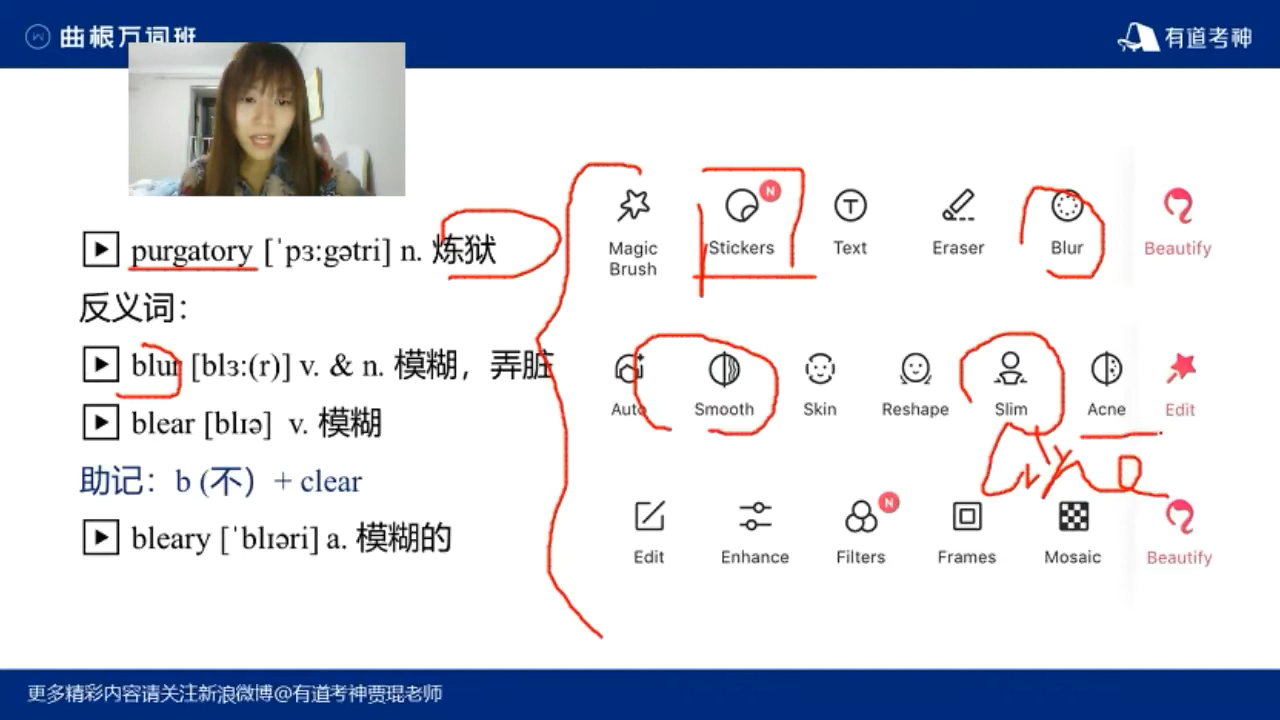 曲根万词班
有道考神
purgatory [ˈpɜ:gətri] n. 炼狱
反义词：
blur [blɜ:(r)] v. & n. 模糊，弄脏
blear [blɪə] v. 模糊
助记：b (不）+ clear
bleary [ˈblɪəri] a. 模糊的
Magic Brush
Stickers
N
Text
Eraser
Blur
Beautify
Auto
Smooth
Skin
Reshape
Slim
Acne
Edit
Edit
Enhance
Filters
N
Frames
Mosaic
Beautify
更多精彩内容请关注新浪微博@有道考神贾琨老师